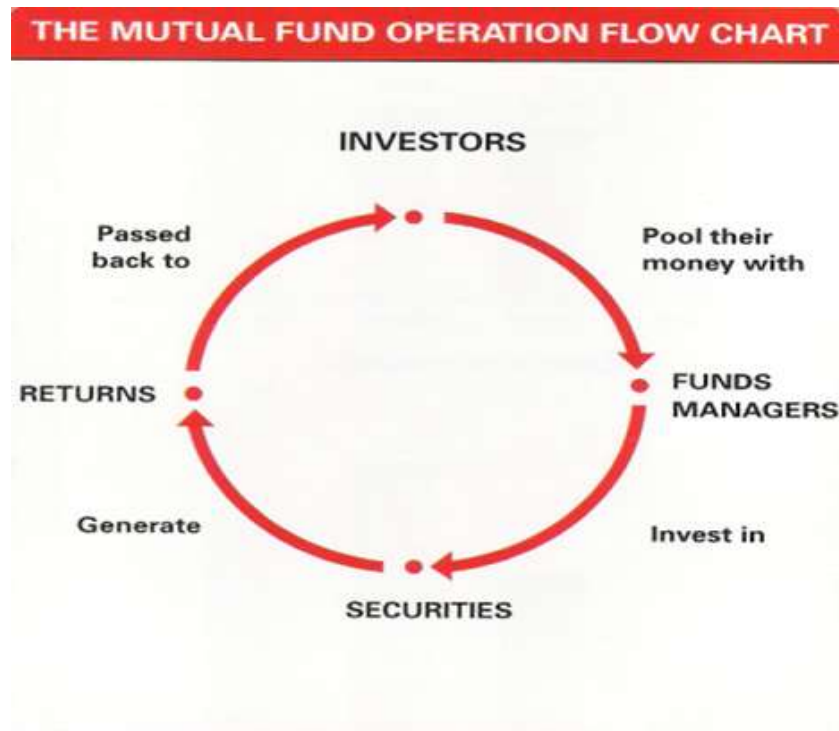 THE MUTUAL FUND OPERATION FLOW CHART
INVESTORS
Passed
back to
Pool their
money with
RETURNS
FUNDS
MANAGERS
Generate
Invest in
SECURITIES